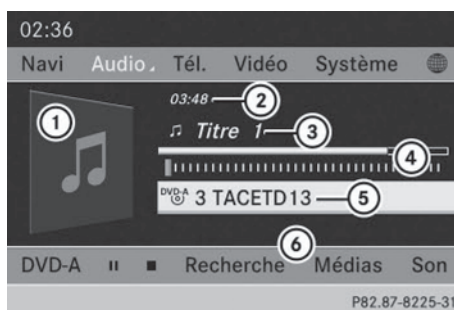 02:36
Navi Audio Tél. Vidéo Système
03:48 2
1
♫ Titre 1 3
4
DVD-A 3 TACETD13 5
6
DVD-A Recherche Médias Son
P82.87-8225-31